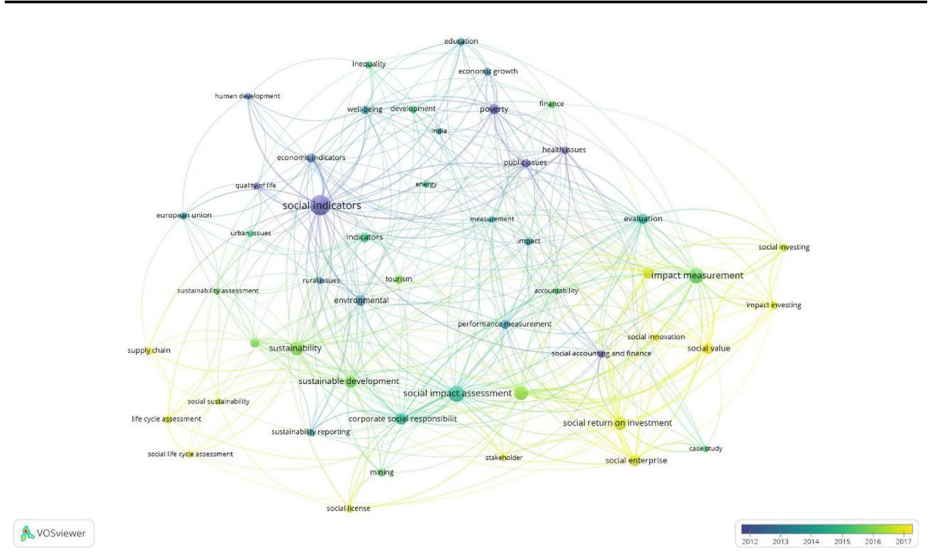 education
inequality
economic growth
human development
well-being
development
poverty
finance
india
health issues
economic indicators
public issues
quality of life
energy
social indicators
european union
measurement
evaluation
urban issues
indicators
impact
social investing
impact measurement
rural issues
tourism
sustainability assessment
accountability
environmental
impact investing
performance measurement
social innovation
supply chain
sustainability
social accounting and finance
social value
sustainable development
social impact assessment
social sustainability
life cycle assessment
corporate social responsibilit
social return on investment
sustainability reporting
case study
social life cycle assessment
stakeholder
social enterprise
mining
social license
VOSviewer
2012 2013 2014 2015 2016 2017